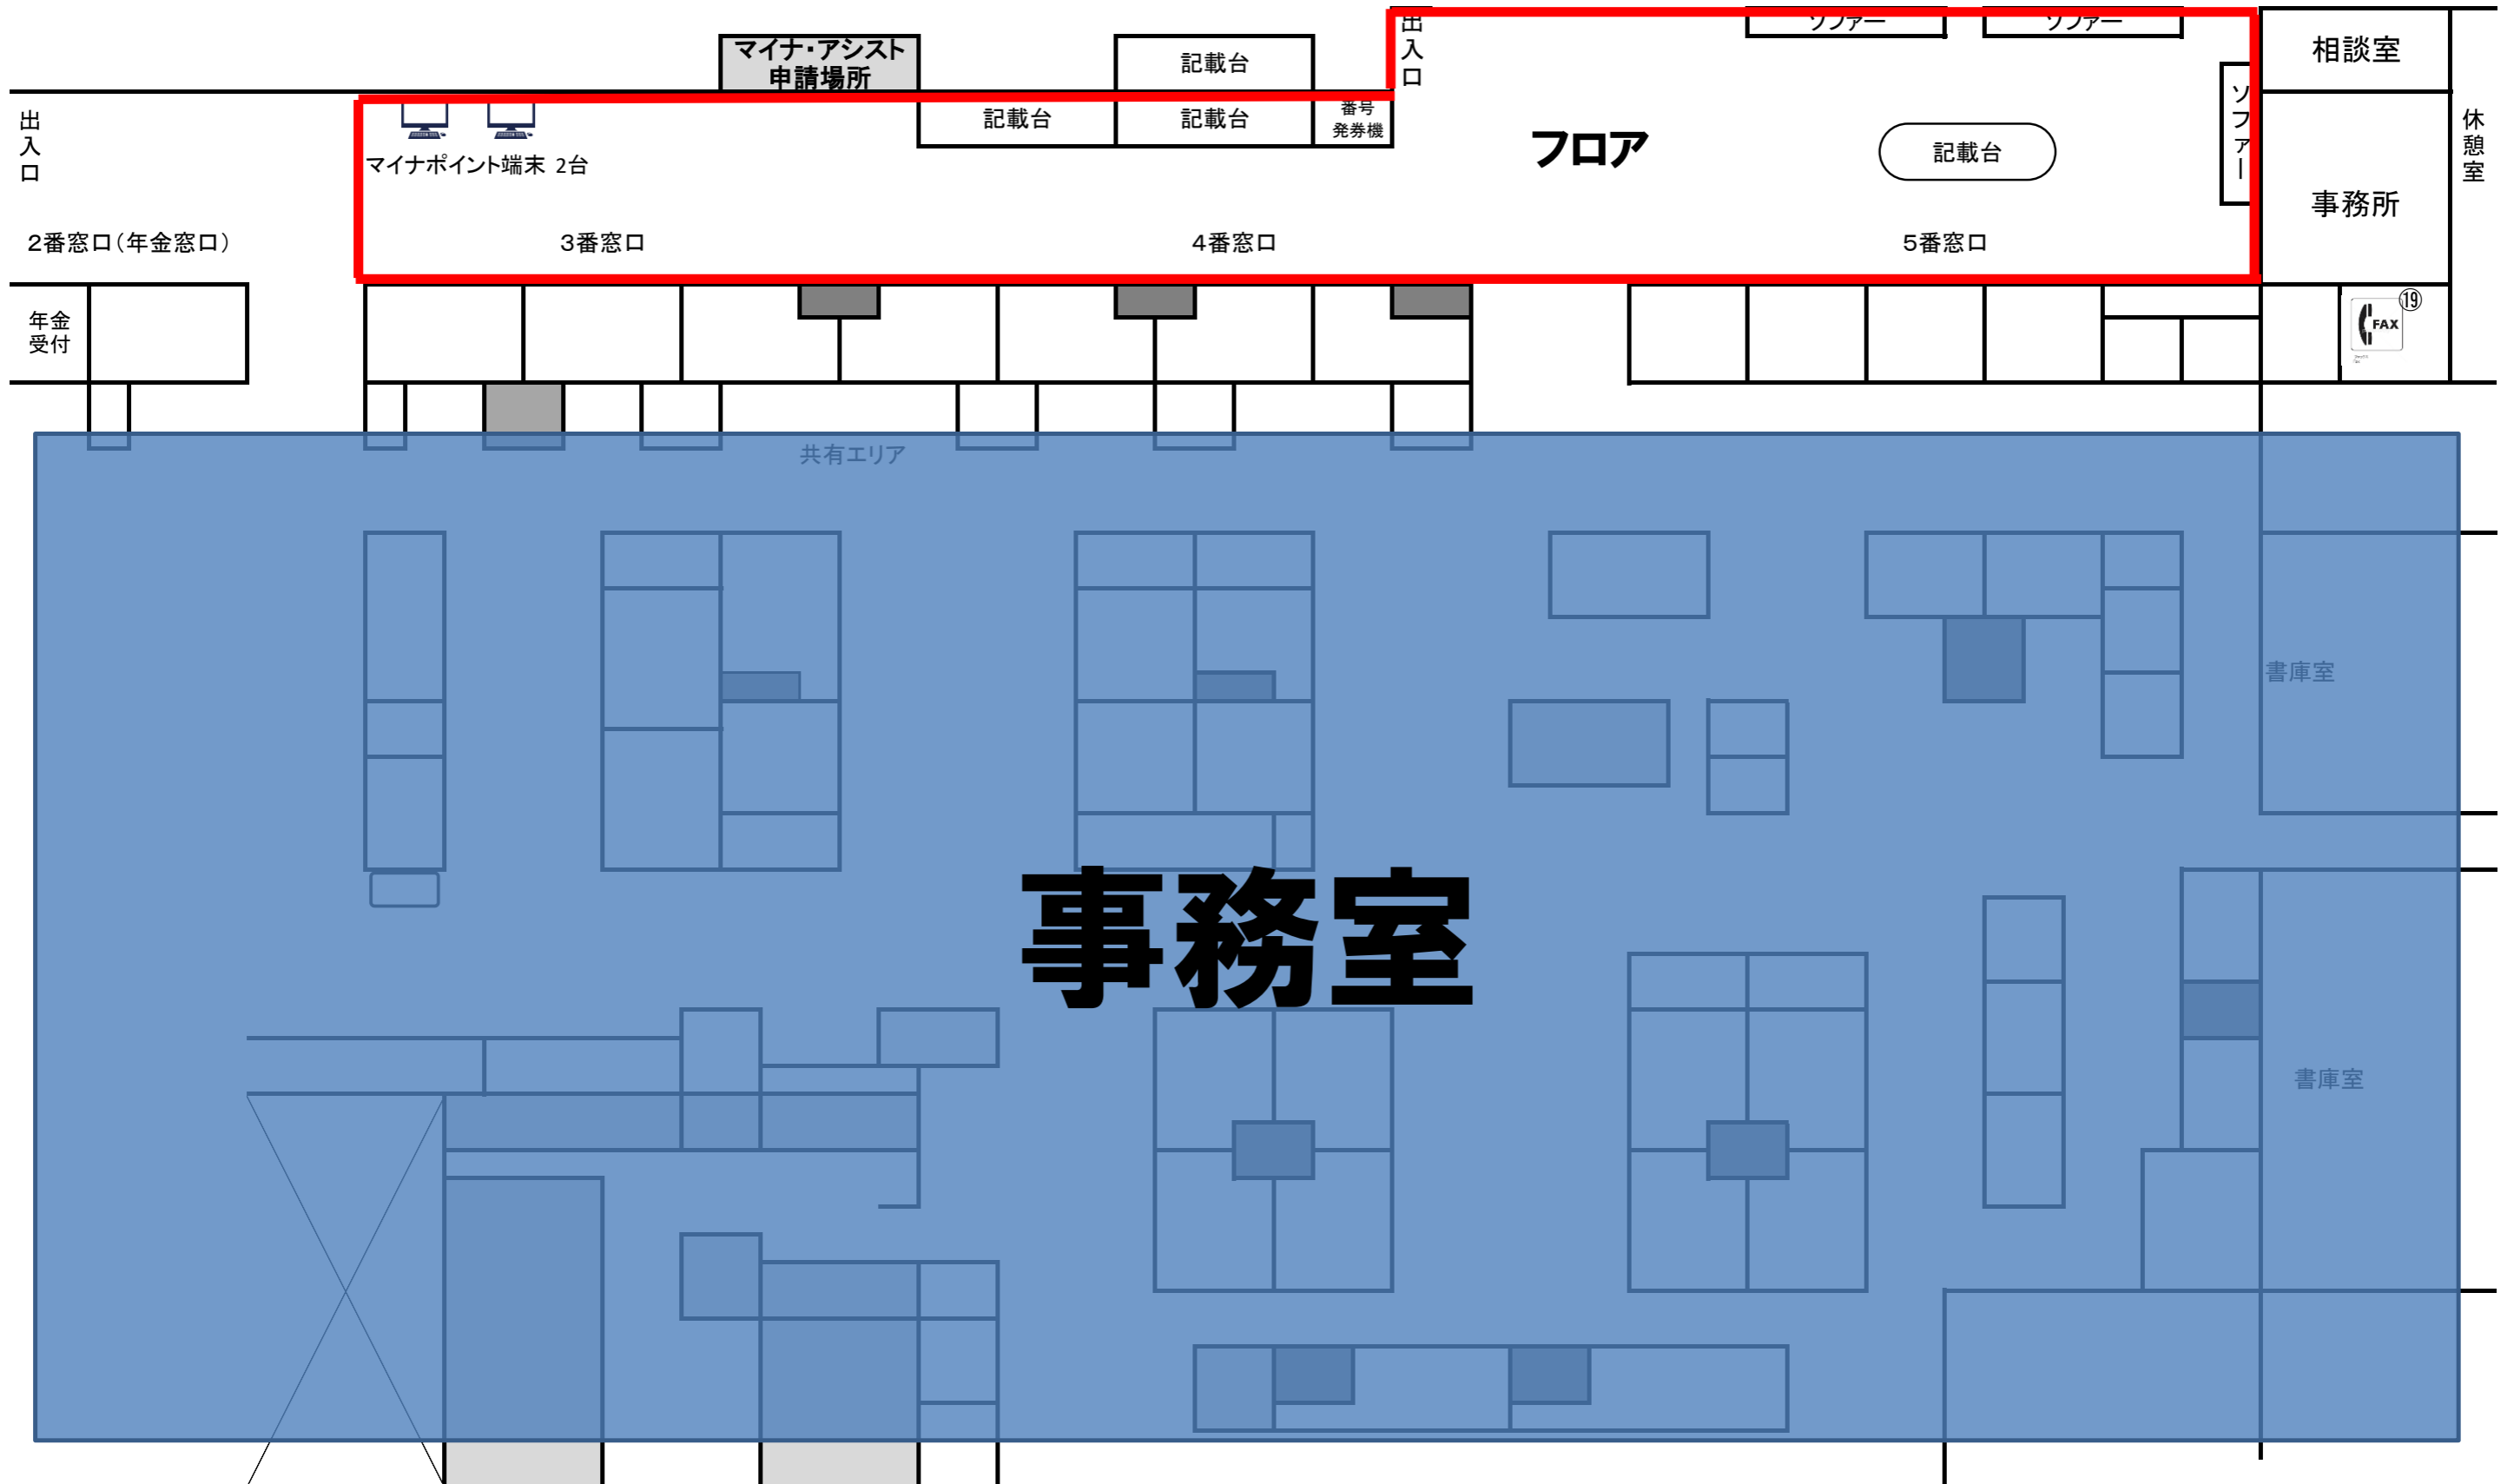 出入口
ソファー
ソファー
相談室
マイナ・アシスト
申請場所
記載台
出入口
記載台
記載台
番号
発券機
フロア
記載台
ソファー
休憩室
マイナポイント端末 2台
事務所
2番窓口（年金窓口）
3番窓口
4番窓口
5番窓口
年金
受付
⑲
FAX
共有エリア
書庫室
事務室
書庫室